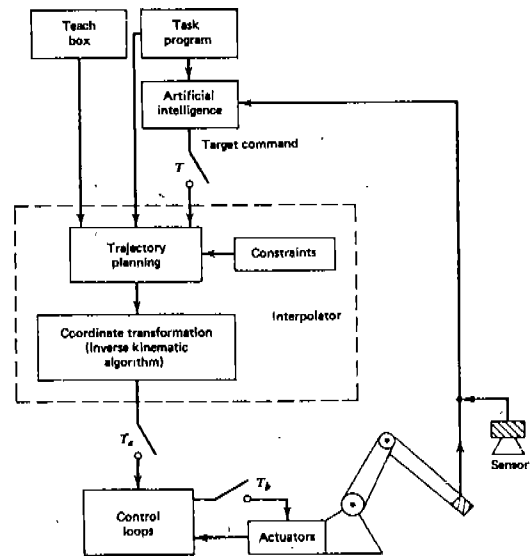 Teach
box
Task
program
Artificial
intelligence
Target command
T
Trajectory
planning
Constraints
Interpolator
Coordinate transformation
(Inverse kinematic
algorithm)
Tₐ
Sensor
Control
loops
T_b
Actuators